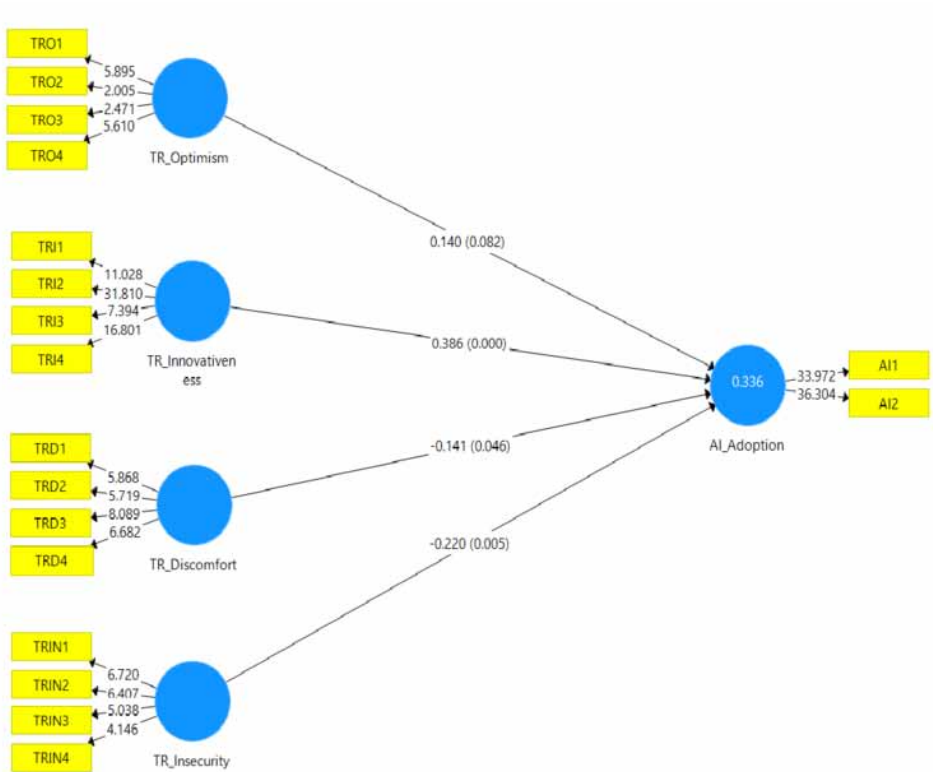 TRO1
5.895
TRO2
2.005
TRO3
2.471
5.610
TRO4
TR_Optimism
0.140 (0.082)
TRI1
11.028
TRI2
31.810
TRI3
7.394
16.801
TRI4
TR_Innovativen
ess
0.386 (0.000)
0.336
33.972
AI1
36.304
AI2
AI_Adoption
TRD1
5.868
TRD2
5.719
TRD3
8.089
6.682
TRD4
TR_Discomfort
-0.141 (0.046)
-0.220 (0.005)
TRIN1
6.720
TRIN2
6.407
TRIN3
5.038
4.146
TRIN4
TR_Insecurity